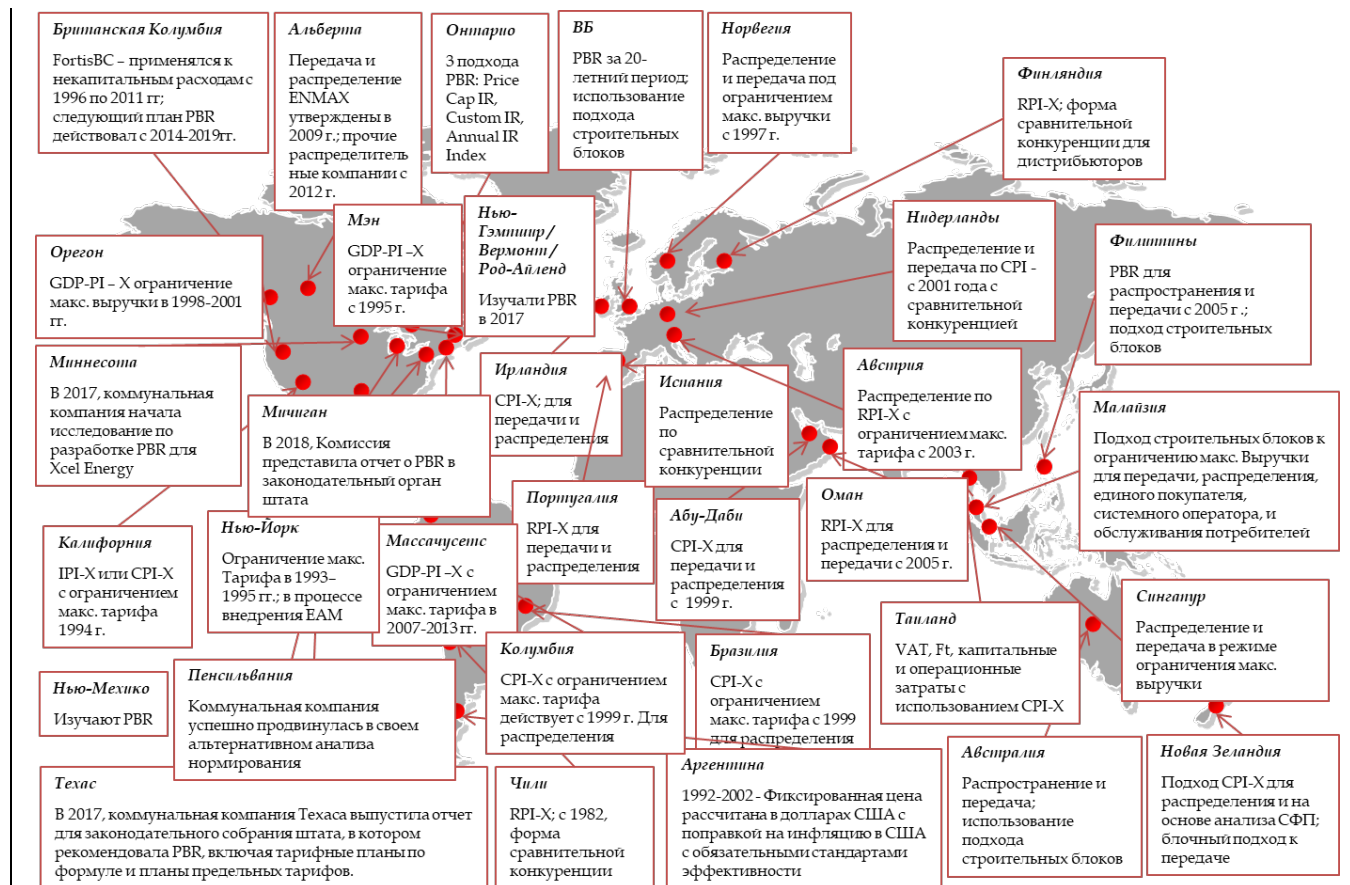 Британская Колумбия
FortisBC – применялся к
некапитальным расходам с
1996 по 2011 гг;
следующий план PBR
действовал с 2014-2019гг.
Альберта
Передача и
распределение
ENMAX
утверждены в
2009 г.; прочие
распределитель
ные компании с
2012 г.
Онтарио
3 подхода
PBR: Price
Cap IR,
Custom IR,
Annual IR
Index
ВБ
PBR за 20-
летний период;
использование
подхода
строительных
блоков
Норвегия
Распределение
и передача под
ограничением
макс. выручки
с 1997 г.
Финляндия
RPI-X; форма
сравнительной
конкуренции для
дистрибьюторов
Орегон
GDP-PI – X ограничение
макс. выручки в 1998-2001
гг.
Мэн
GDP-PI –X
ограничение
макс. тарифа
с 1995 г.
Нью-
Гэмпшир /
Вермонт /
Род-Айленд
Изучали PBR
в 2017
Нидерланды
Распределение и
передача по CPI -
с 2001 года с
сравнительной
конкуренцией
Филиппины
PBR для
распространения и
передачи с 2005 г .;
подход строительных
блоков
Миннесота
В 2017, коммунальная
компания начала
исследование по
разработке PBR для
Xcel Energy
Мичиган
В 2018, Комиссия
представила отчет о PBR в
законодательный орган
штата
Ирландия
CPI-X; для
передачи и
распределения
Испания
Распределение
по
сравнительной
конкуренции
Австрия
Распределение по
RPI-X с
ограничением макс.
тарифа с 2003 г.
Малайзия
Подход строительных блоков к
ограничению макс. Выручки
для передачи, распределения,
единого покупателя,
системного оператора, и
обслуживания потребителей
Калифорния
IPI-X или CPI-X
с ограничением
макс. тарифа
1994 г.
Нью-Йорк
Ограничение макс.
Тарифа в 1993–
1995 гг.; в процессе
внедрения EAM
Массачусетс
GDP-PI –X с
ограничением
макс. тарифа в
2007-2013гг.
Португалия
RPI-X для
передачи и
распределения
Абу-Даби
CPI-X для
передачи и
распределения
с 1999 г.
Оман
RPI-X для
распределения и
передачи с 2005г.
Таиланд
VAT, Ft, капитальные
и операционные
затраты с
использованием CPI-X
Сингапур
Распределение и
передача в режиме
ограничения макс.
выручки
Нью-Мехико
Изучают PBR
Пенсильвания
Коммунальная компания
успешно продвинулась в своем
альтернативном анализа
нормирования
Колумбия
CPI-X с ограничением
макс. тарифа
действует с 1999 г. Для
распределения
Бразилия
CPI-X с
ограничением
макс. тарифа с 1999
для распределения
Техас
В 2017, коммунальная компания Техаса выпустила отчет
для законодательного собрания штата, в котором
рекомендовала PBR, включая тарифные планы по
формуле и планы предельных тарифов.
Чили
RPI-X; с 1982,
форма
сравнительной
конкуренции
Аргентина
1992-2002 - Фиксированная цена
рассчитана в долларах США с
поправкой на инфляцию в США
с обязательными стандартами
эффективности
Австралия
Распространение и
передача;
использование
подхода
строительных блоков
Новая Зеландия
Подход CPI-X для
распределения и на
основе анализа СФП;
блочный подход к
передаче